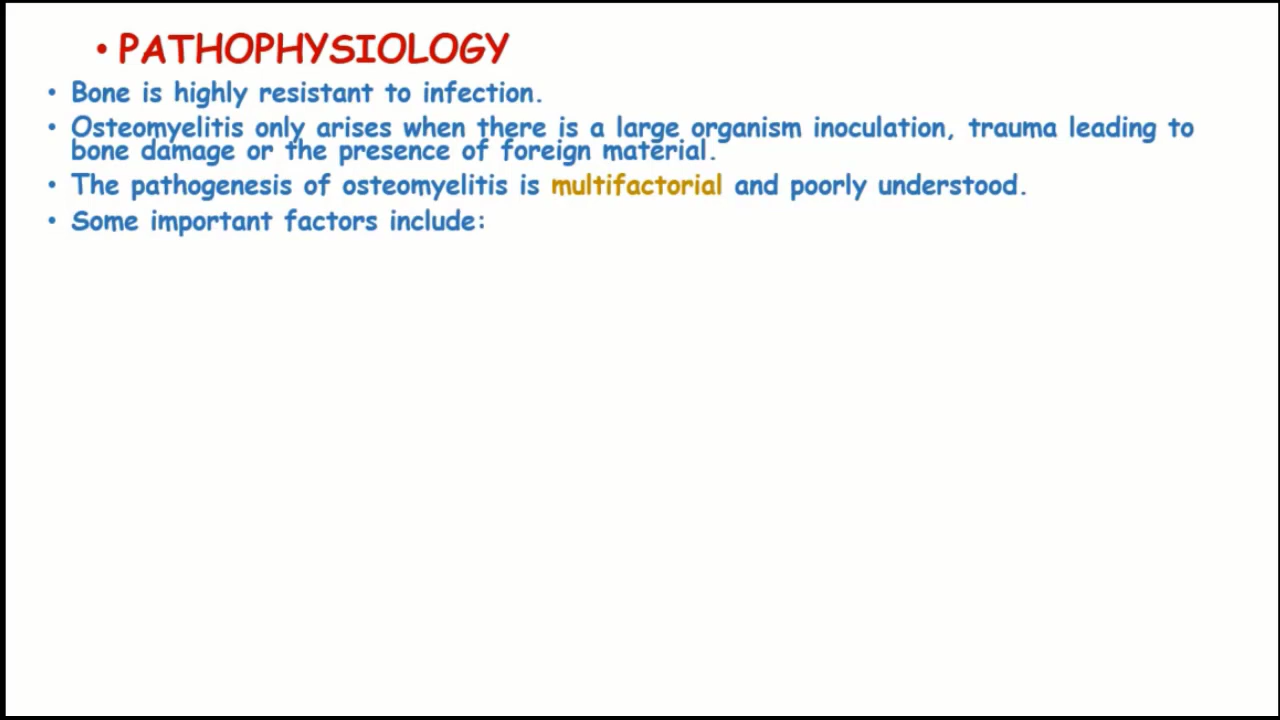 • PATHOPHYSIOLOGY
• Bone is highly resistant to infection.
• Osteomyelitis only arises when there is a large organism inoculation, trauma leading to
bone damage or the presence of foreign material.
• The pathogenesis of osteomyelitis is multifactorial and poorly understood.
• Some important factors include: